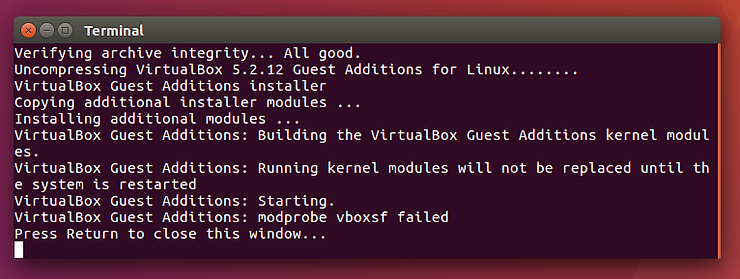 Terminal
Verifying archive integrity... All good.
Uncompressing VirtualBox 5.2.12 Guest Additions for Linux........
VirtualBox Guest Additions installer
Copying additional installer modules ...
Installing additional modules ...
VirtualBox Guest Additions: Building the VirtualBox Guest Additions kernel modul
es.
VirtualBox Guest Additions: Running kernel modules will not be replaced until th
e system is restarted
VirtualBox Guest Additions: Starting.
VirtualBox Guest Additions: modprobe vboxsf failed
Press Return to close this window...